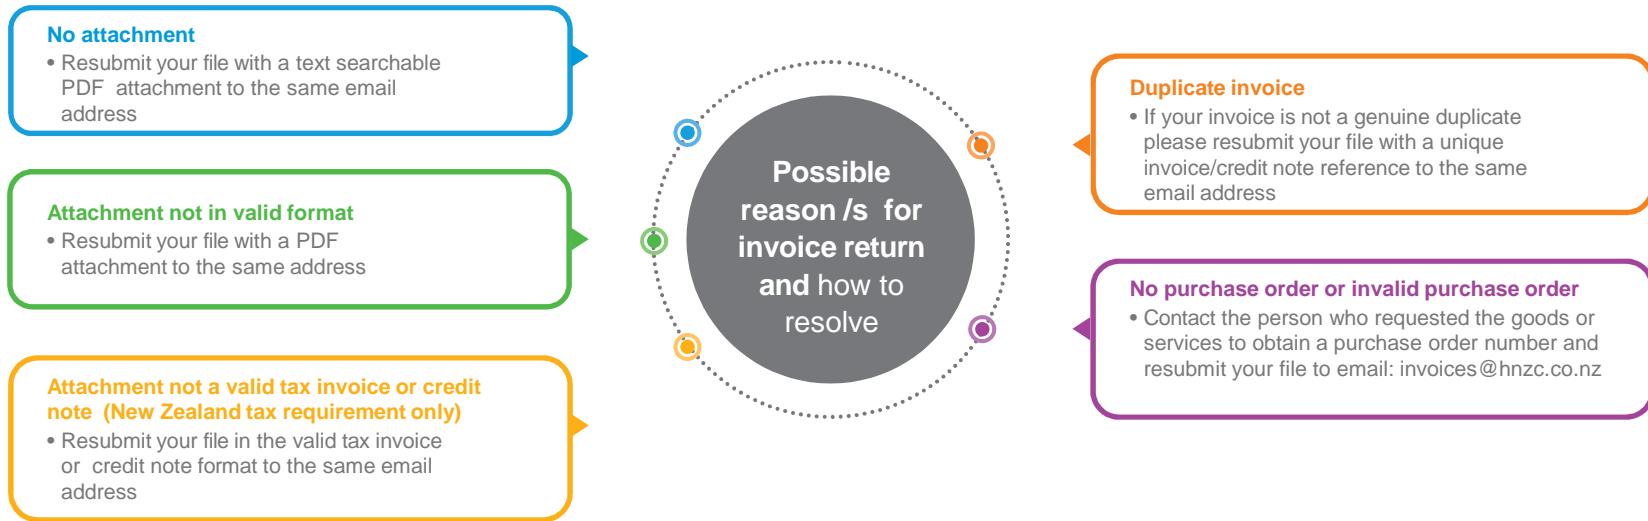 No attachment
• Resubmit your file with a text searchable
PDF attachment to the same email
address
Attachment not in valid format
• Resubmit your file with a PDF
attachment to the same address
Attachment not a valid tax invoice or credit
note (New Zealand tax requirement only)
• Resubmit your file in the valid tax invoice
or credit note format to the same email
address
Possible
reason /s for
invoice return
and how to
resolve
Duplicate invoice
• If your invoice is not a genuine duplicate
please resubmit your file with a unique
invoice/credit note reference to the same
email address
No purchase order or invalid purchase order
• Contact the person who requested the goods or
services to obtain a purchase order number and
resubmit your file to email: invoices@hnzc.co.nz